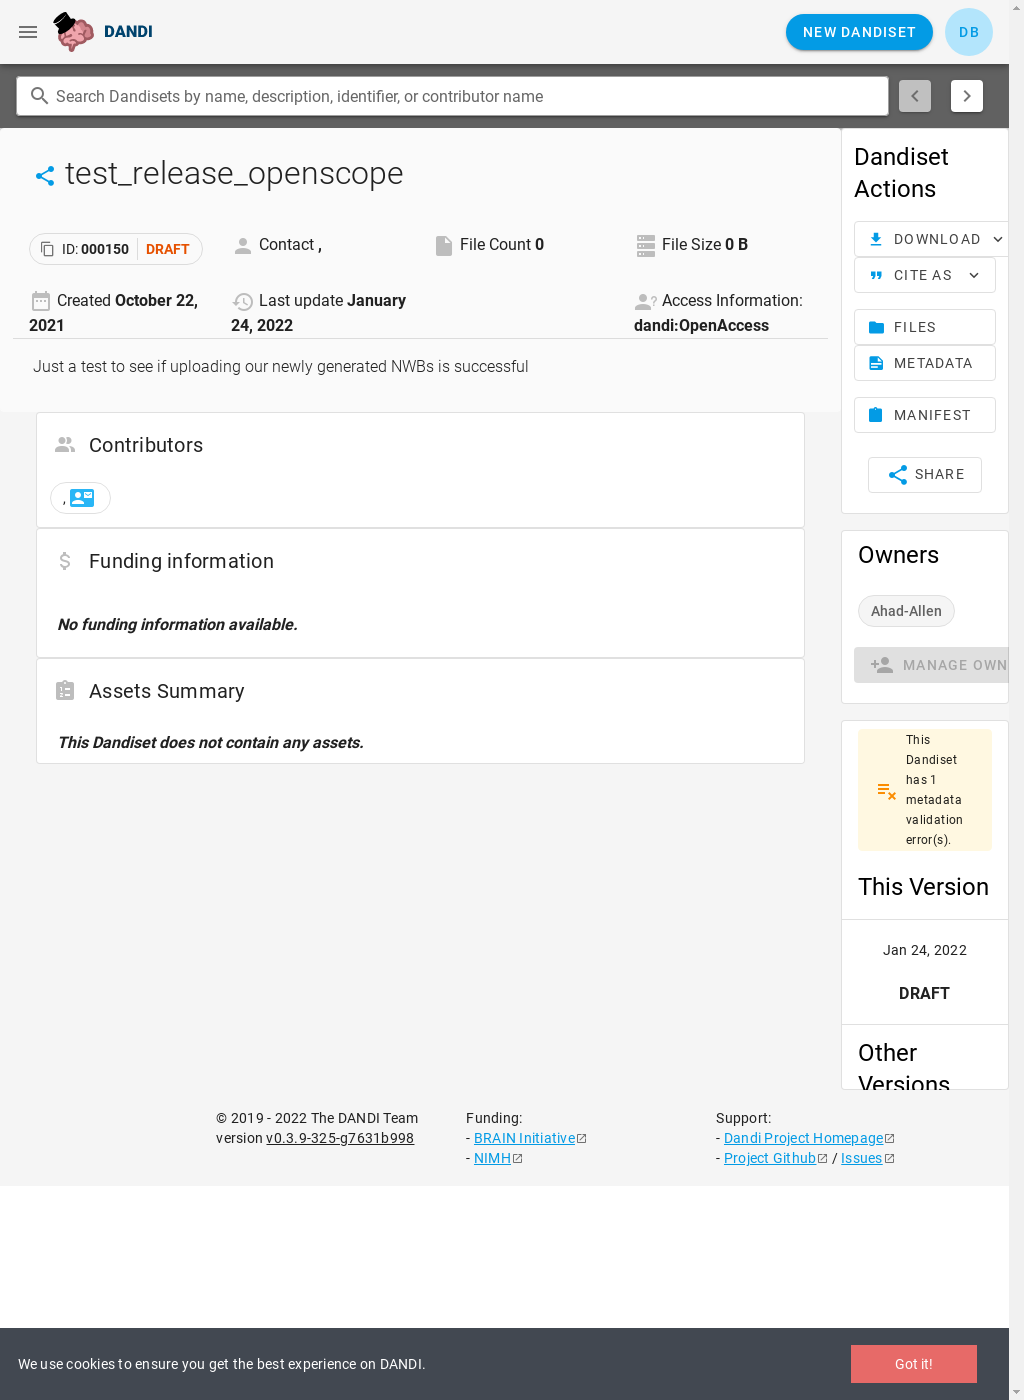 DANDI
NEW DANDISET
DB
Search Dandisets by name, description, identifier, or contributor name
test_release_openscope
ID: 000150 DRAFT
Contact ,
File Count 0
File Size 0 B
Created October 22, 2021
Last update January 24, 2022
Access Information: dandi:OpenAccess
Just a test to see if uploading our newly generated NWBs is successful
Contributors
,
Funding information
No funding information available.
Assets Summary
This Dandiset does not contain any assets.
Dandiset
Actions
DOWNLOAD
CITE AS
FILES
METADATA
MANIFEST
SHARE
Owners
Ahad-Allen
MANAGE OWN
This
Dandiset
has 1
metadata
validation
error(s).
This Version
Jan 24, 2022
DRAFT
Other
Versions
© 2019 - 2022 The DANDI Team
version v0.3.9-325-g7631b998
Funding:
- BRAIN Initiative
- NIMH
Support:
- Dandi Project Homepage
- Project Github / Issues
We use cookies to ensure you get the best experience on DANDI.
Got it!